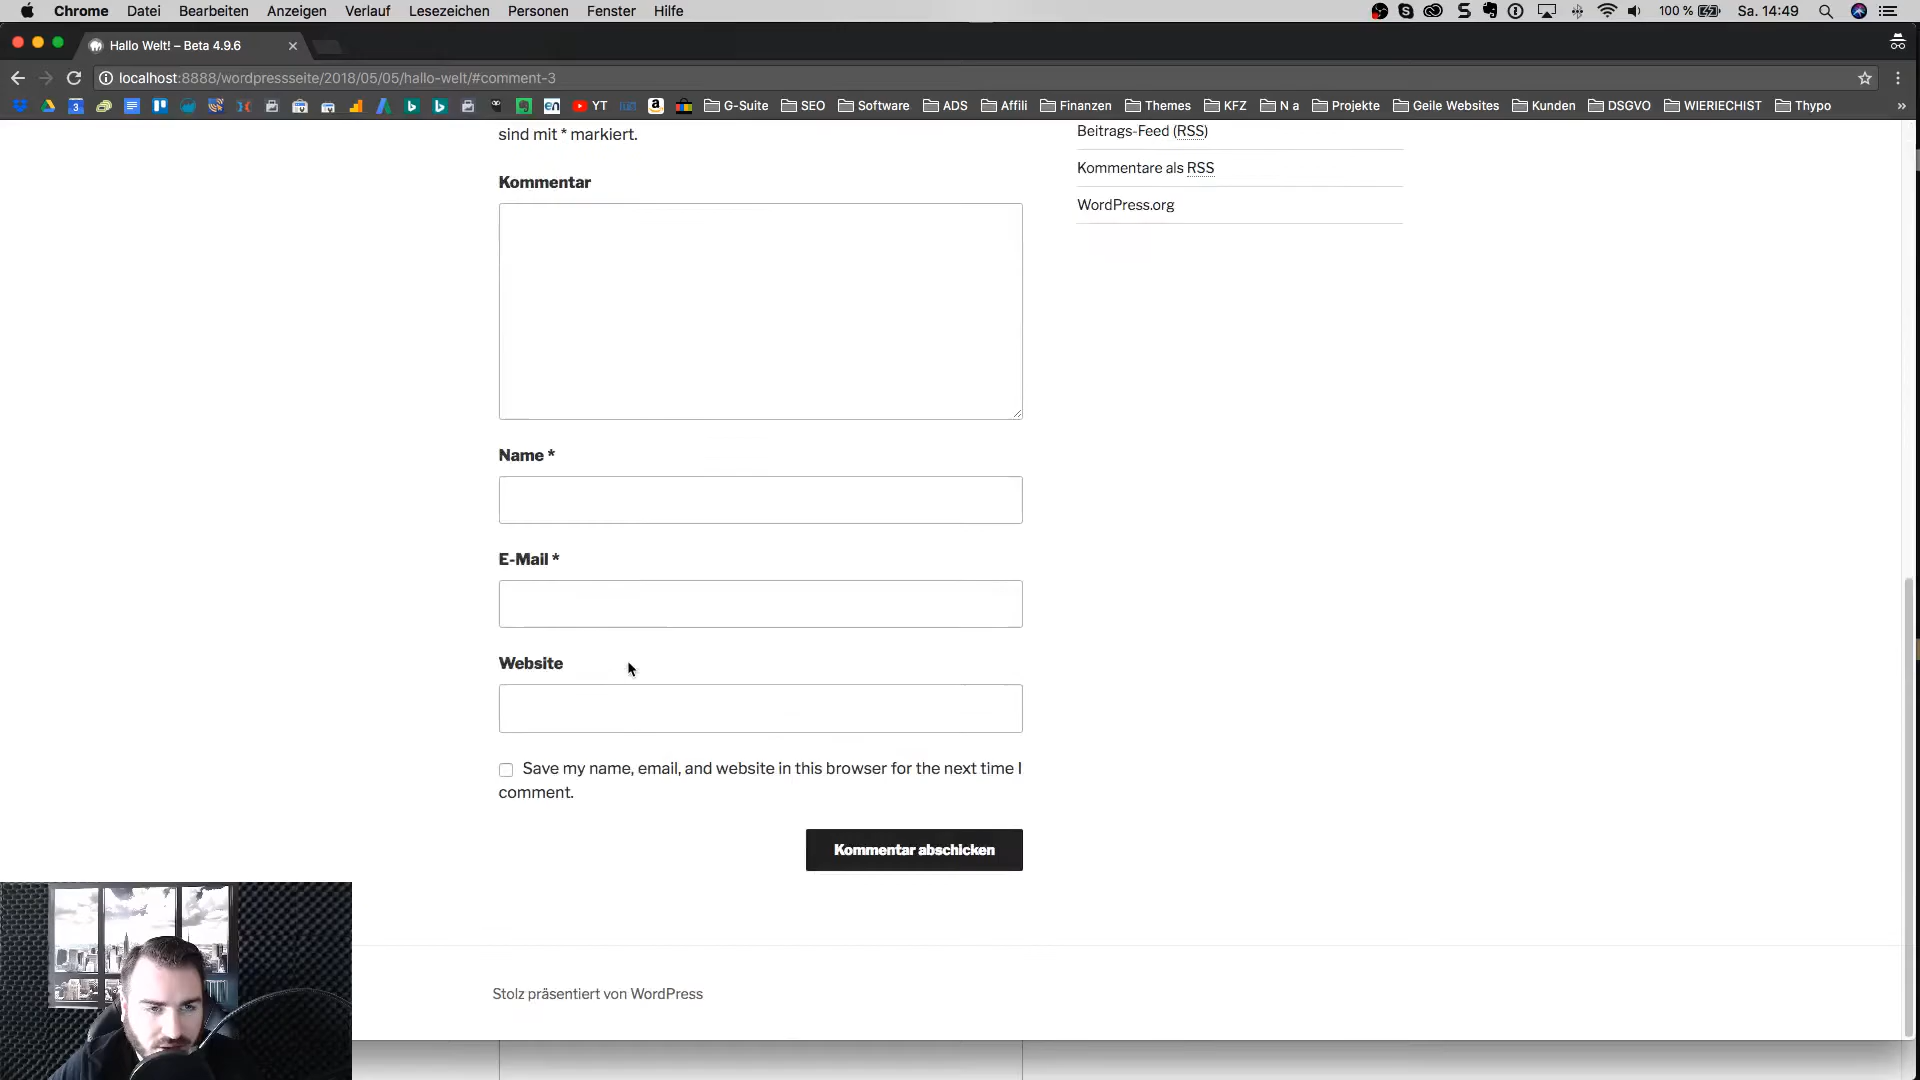 Chrome Datei Bearbeiten Anzeigen Verlauf Lesezeichen Personen Fenster Hilfe 100 % Sa. 14:49
Hallo Welt! – Beta 4.9.6
localhost:8888/wordpressseite/2018/05/05/hallo-welt/#comment-3
YT G-Suite SEO Software ADS Affili Finanzen Themes KFZ N a Projekte Geile Websites Kunden DSGVO WIERIECHIST Thypo »
sind mit * markiert.
Beitrags-Feed (RSS)
Kommentare als RSS
WordPress.org
Kommentar
Name *
E-Mail *
Website
Save my name, email, and website in this browser for the next time I
comment.
Kommentar abschicken
Stolz präsentiert von WordPress